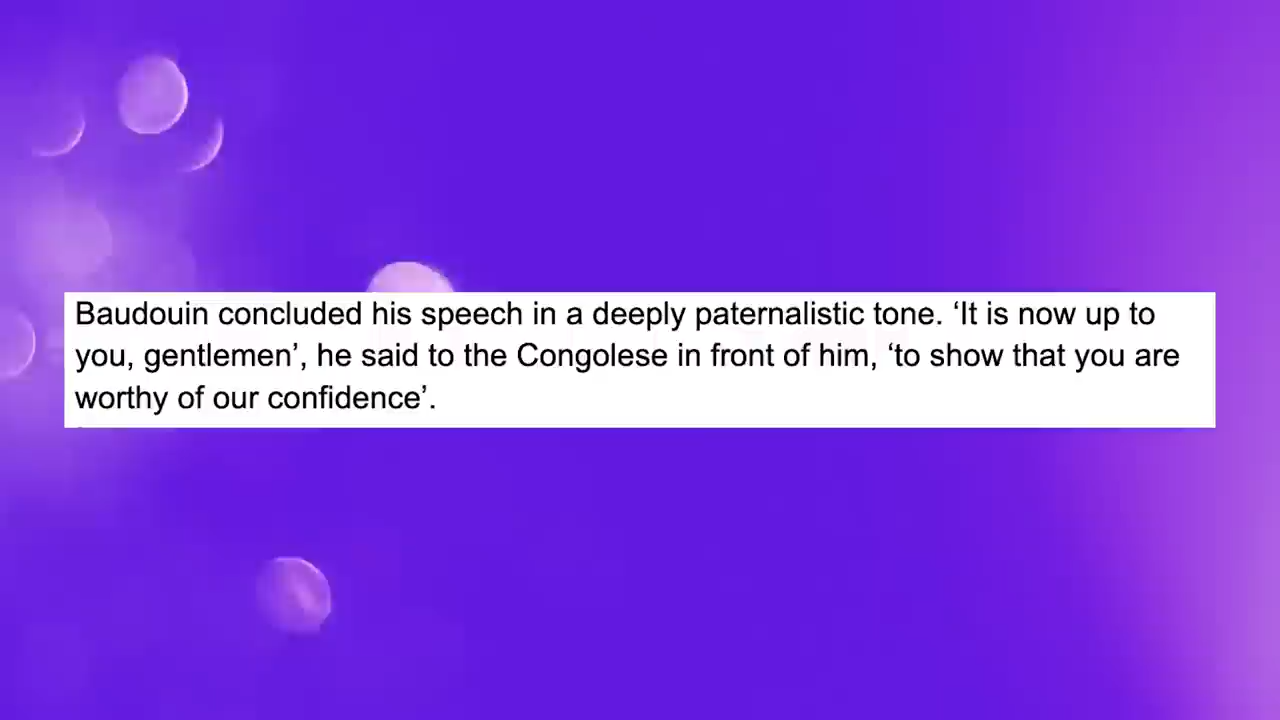 Baudouin concluded his speech in a deeply paternalistic tone. ‘It is now up to
you, gentlemen’, he said to the Congolese in front of him, ‘to show that you are
worthy of our confidence’.